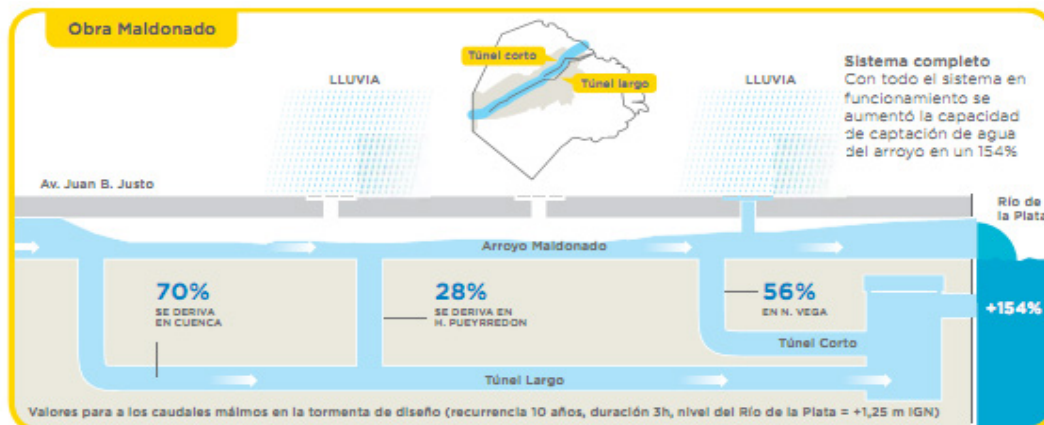 Obra Maldonado
Túnel corto
Túnel largo
LLUVIA
LLUVIA
Sistema completo
Con todo el sistema en
funcionamiento se
aumentó la capacidad
de captación de agua
del arroyo en un 154%
Av. Juan B. Justo
Río de
la Plata
Arroyo Maldonado
70%
SE DERIVA
EN CUENCA
28%
SE DERIVA EN
H. PUEYRREDON
56%
EN N. VEGA
+154%
Túnel Corto
Túnel Largo
Valores para a los caudales máimos en la tormenta de diseño (recurrencia 10 años, duración 3h, nivel del Río de la Plata = +1,25 m IGN)